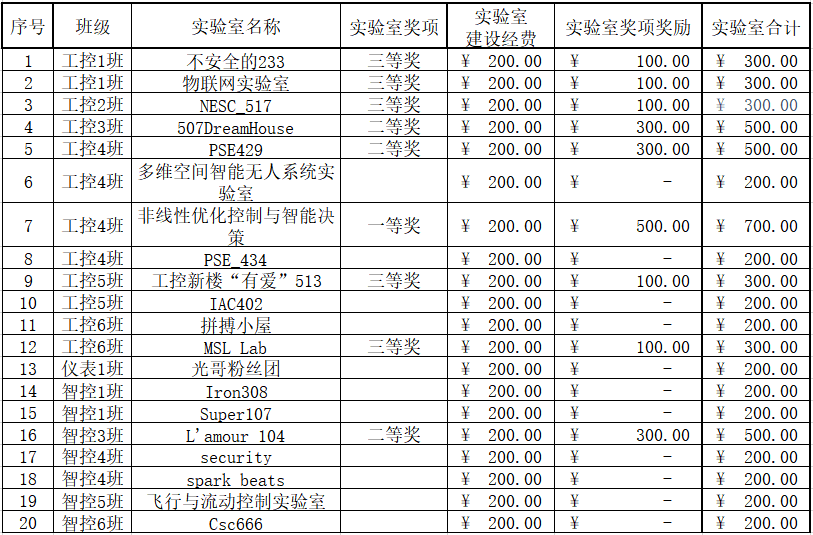 序号 班级 实验室名称 实验室奖项 实验室建设经费 实验室奖项奖励 实验室合计
1 工控1班 不安全的233 三等奖 ¥ 200.00 ¥ 100.00 ¥ 300.00
2 工控1班 物联网实验室 三等奖 ¥ 200.00 ¥ 100.00 ¥ 300.00
3 工控2班 NESC_517 三等奖 ¥ 200.00 ¥ 100.00 ¥ 300.00
4 工控3班 507DreamHouse 二等奖 ¥ 200.00 ¥ 300.00 ¥ 500.00
5 工控4班 PSE429 二等奖 ¥ 200.00 ¥ 300.00 ¥ 500.00
6 工控4班 多维空间智能无人系统实验室 ¥ 200.00 ¥ - ¥ 200.00
7 工控4班 非线性优化控制与智能决策 一等奖 ¥ 200.00 ¥ 500.00 ¥ 700.00
8 工控4班 PSE_434 ¥ 200.00 ¥ - ¥ 200.00
9 工控5班 工控新楼“有爱”513 三等奖 ¥ 200.00 ¥ 100.00 ¥ 300.00
10 工控5班 IAC402 ¥ 200.00 ¥ - ¥ 200.00
11 工控6班 拼搏小屋 ¥ 200.00 ¥ - ¥ 200.00
12 工控6班 MSL Lab 三等奖 ¥ 200.00 ¥ 100.00 ¥ 300.00
13 仪表1班 光哥粉丝团 ¥ 200.00 ¥ - ¥ 200.00
14 智控1班 Iron308 ¥ 200.00 ¥ - ¥ 200.00
15 智控1班 Super107 ¥ 200.00 ¥ - ¥ 200.00
16 智控3班 L'amour 104 二等奖 ¥ 200.00 ¥ 300.00 ¥ 500.00
17 智控4班 security ¥ 200.00 ¥ - ¥ 200.00
18 智控4班 spark beats ¥ 200.00 ¥ - ¥ 200.00
19 智控5班 飞行与流动控制实验室 ¥ 200.00 ¥ - ¥ 200.00
20 智控6班 Csc666 ¥ 200.00 ¥ - ¥ 200.00